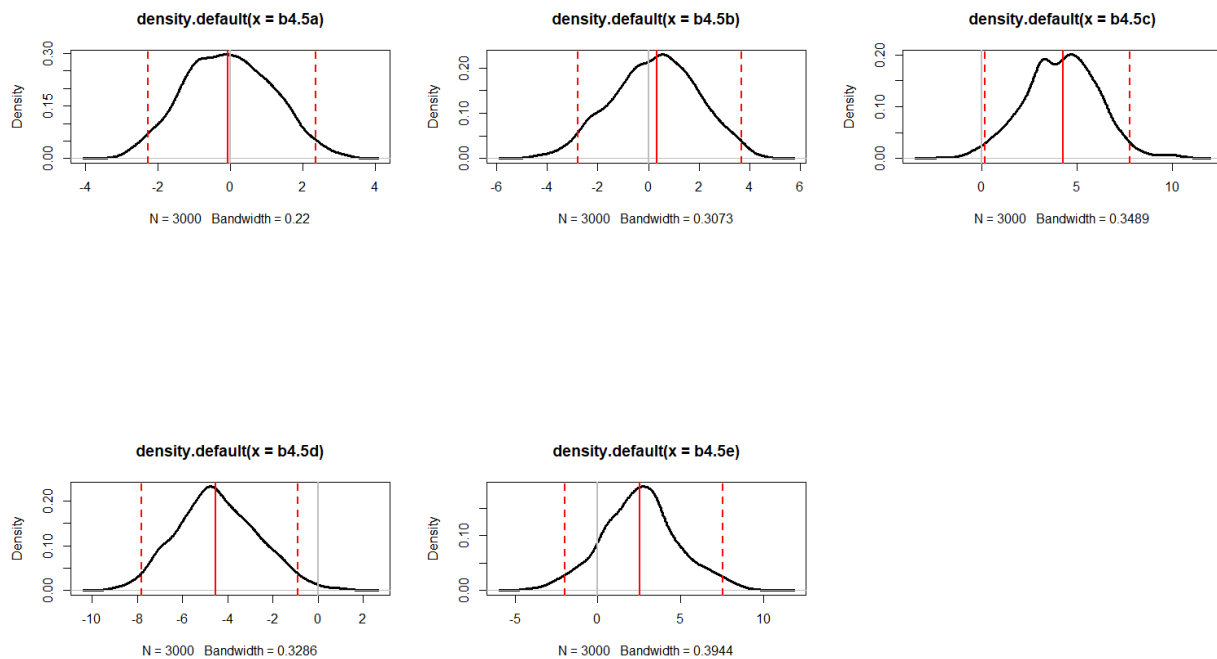 density.default(x = b4.5a)
Density
0.00 0.15 0.30
-4 -2 0 2 4
N = 3000 Bandwidth = 0.22
density.default(x = b4.5b)
Density
0.00 0.10 0.20
-6 -4 -2 0 2 4 6
N = 3000 Bandwidth = 0.3073
density.default(x = b4.5c)
Density
0.00 0.10 0.20
0 5 10
N = 3000 Bandwidth = 0.3489
density.default(x = b4.5d)
Density
0.00 0.10 0.20
-10 -8 -6 -4 -2 0 2
N = 3000 Bandwidth = 0.3286
density.default(x = b4.5e)
Density
0.00 0.10
-5 0 5 10
N = 3000 Bandwidth = 0.3944